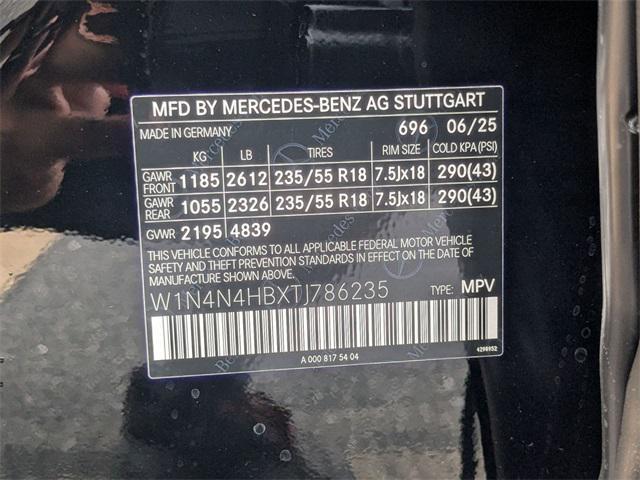 MFD BY MERCEDES-BENZ AG STUTTGART
MADE IN GERMANY 696 06/25
KG LB TIRES RIM SIZE COLD KPA(PSI)
GAWR FRONT 1185 2612 235/55 R18 7.5Jx18 290(43)
GAWR REAR 1055 2326 235/55 R18 7.5Jx18 290(43)
GVWR 2195 4839
THIS VEHICLE CONFORMS TO ALL APPLICABLE FEDERAL MOTOR VEHICLE
SAFETY AND THEFT PREVENTION STANDARDS IN EFFECT ON THE DATE OF
MANUFACTURE SHOWN ABOVE.
W1N4N4HBXTJ786235 TYPE: MPV
A 000 817 54 04 4298952